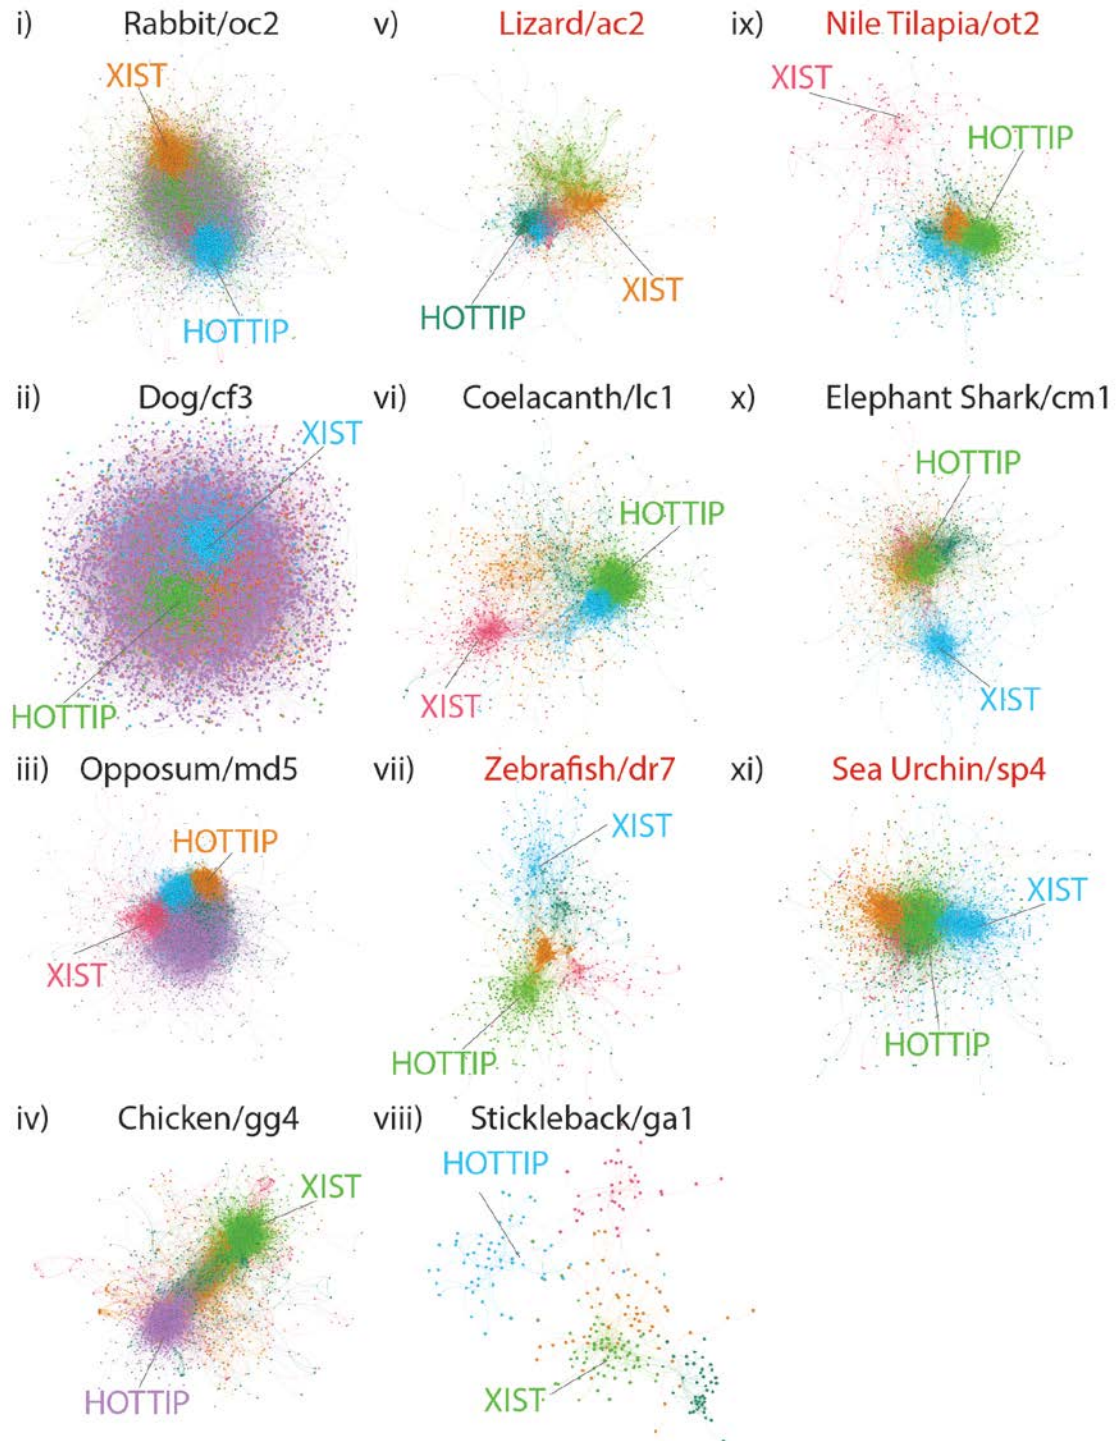 i) Rabbit/oc2
XIST
HOTTIP
ii) Dog/cf3
XIST
HOTTIP
iii) Opposum/md5
HOTTIP
XIST
iv) Chicken/gg4
XIST
HOTTIP
v) Lizard/ac2
XIST
HOTTIP
vi) Coelacanth/lc1
HOTTIP
XIST
vii) Zebrafish/dr7
XIST
HOTTIP
viii) Stickleback/ga1
HOTTIP
XIST
ix) Nile Tilapia/ot2
XIST
HOTTIP
x) Elephant Shark/cm1
HOTTIP
XIST
xi) Sea Urchin/sp4
XIST
HOTTIP